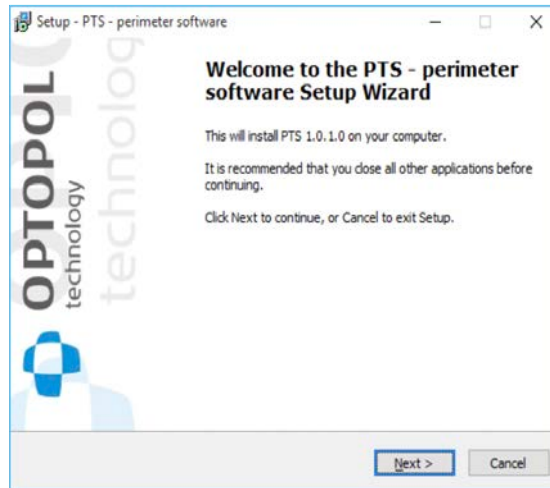 Setup - PTS - perimeter software
Welcome to the PTS - perimeter
software Setup Wizard
This will install PTS 1.0.1.0 on your computer.
It is recommended that you close all other applications before
continuing.
Click Next to continue, or Cancel to exit Setup.
OPTOPOL
technology
technolog
Next >
Cancel